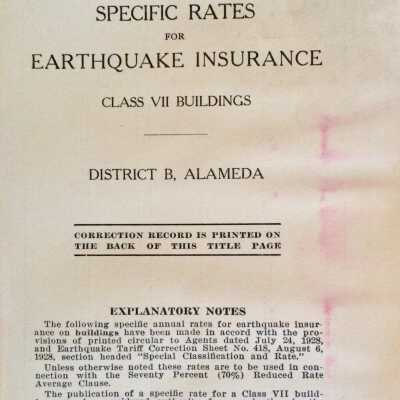 SPECIFIC RATES
FOR
EARTHQUAKE INSURANCE
CLASS VII BUILDINGS
DISTRICT B, ALAMEDA
CORRECTION RECORD IS PRINTED ON
THE BACK OF THIS TITLE PAGE
EXPLANATORY NOTES
The following specific annual rates for earthquake insur-
ance on buildings have been made in accord with the pro-
visions of printed circular to Agents dated July 24, 1928,
and Earthquake Tariff Correction Sheet No. 418, August 6,
1928, section headed "Special Classification and Rate."
Unless otherwise noted these rates are to be used in con-
nection with the Seventy Percent (70%) Reduced Rate
Average Clause.
The publication of a specific rate for a Class VII build-